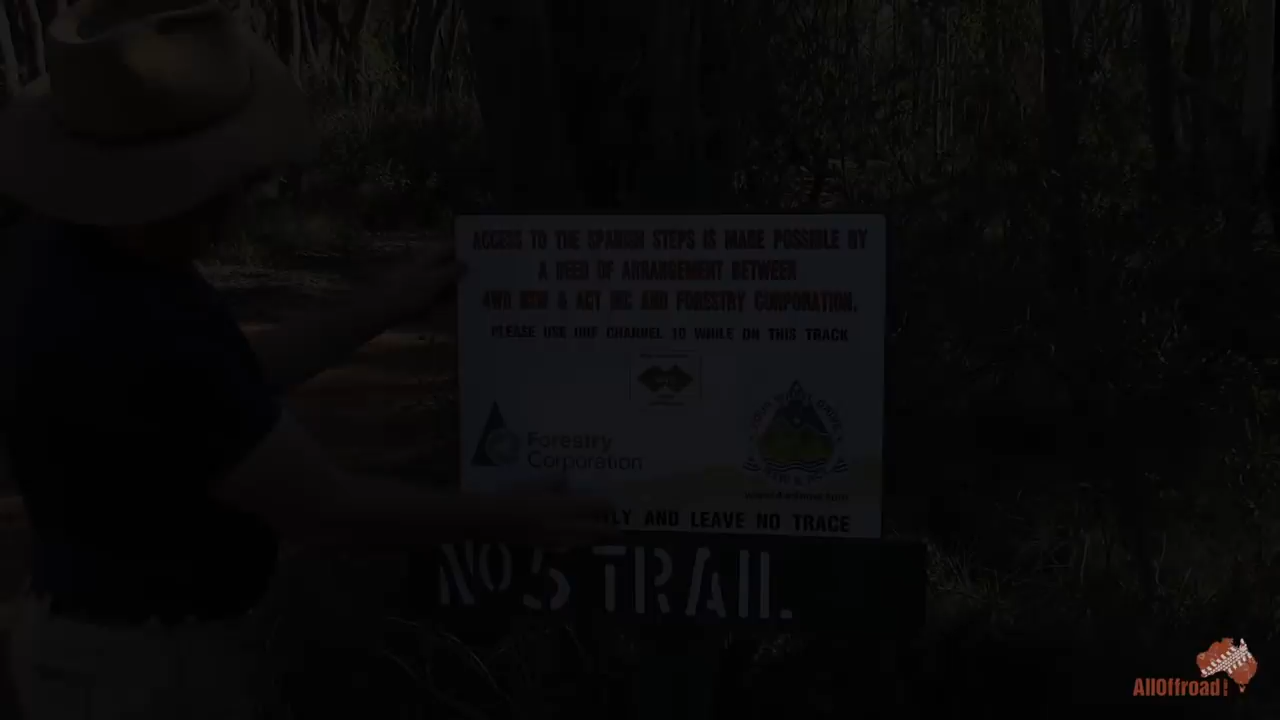 ACCESS TO THE SPANISH STEPS IS MADE POSSIBLE BY
A DEED OF ARRANGEMENT BETWEEN
4WD NSW & ACT INC AND FORESTRY CORPORATION.
PLEASE USE UHF CHANNEL 10 WHILE ON THIS TRACK
Forestry
Corporation
AND LEAVE NO TRACE
No 5 TRAIL.
AllOffroad!